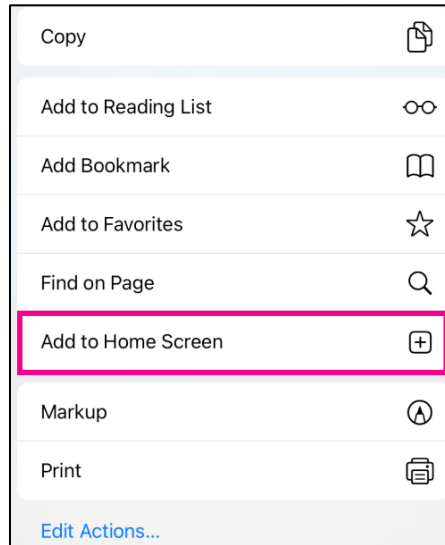 Copy
Add to Reading List
Add Bookmark
Add to Favorites
Find on Page
Add to Home Screen
Markup
Print
Edit Actions...